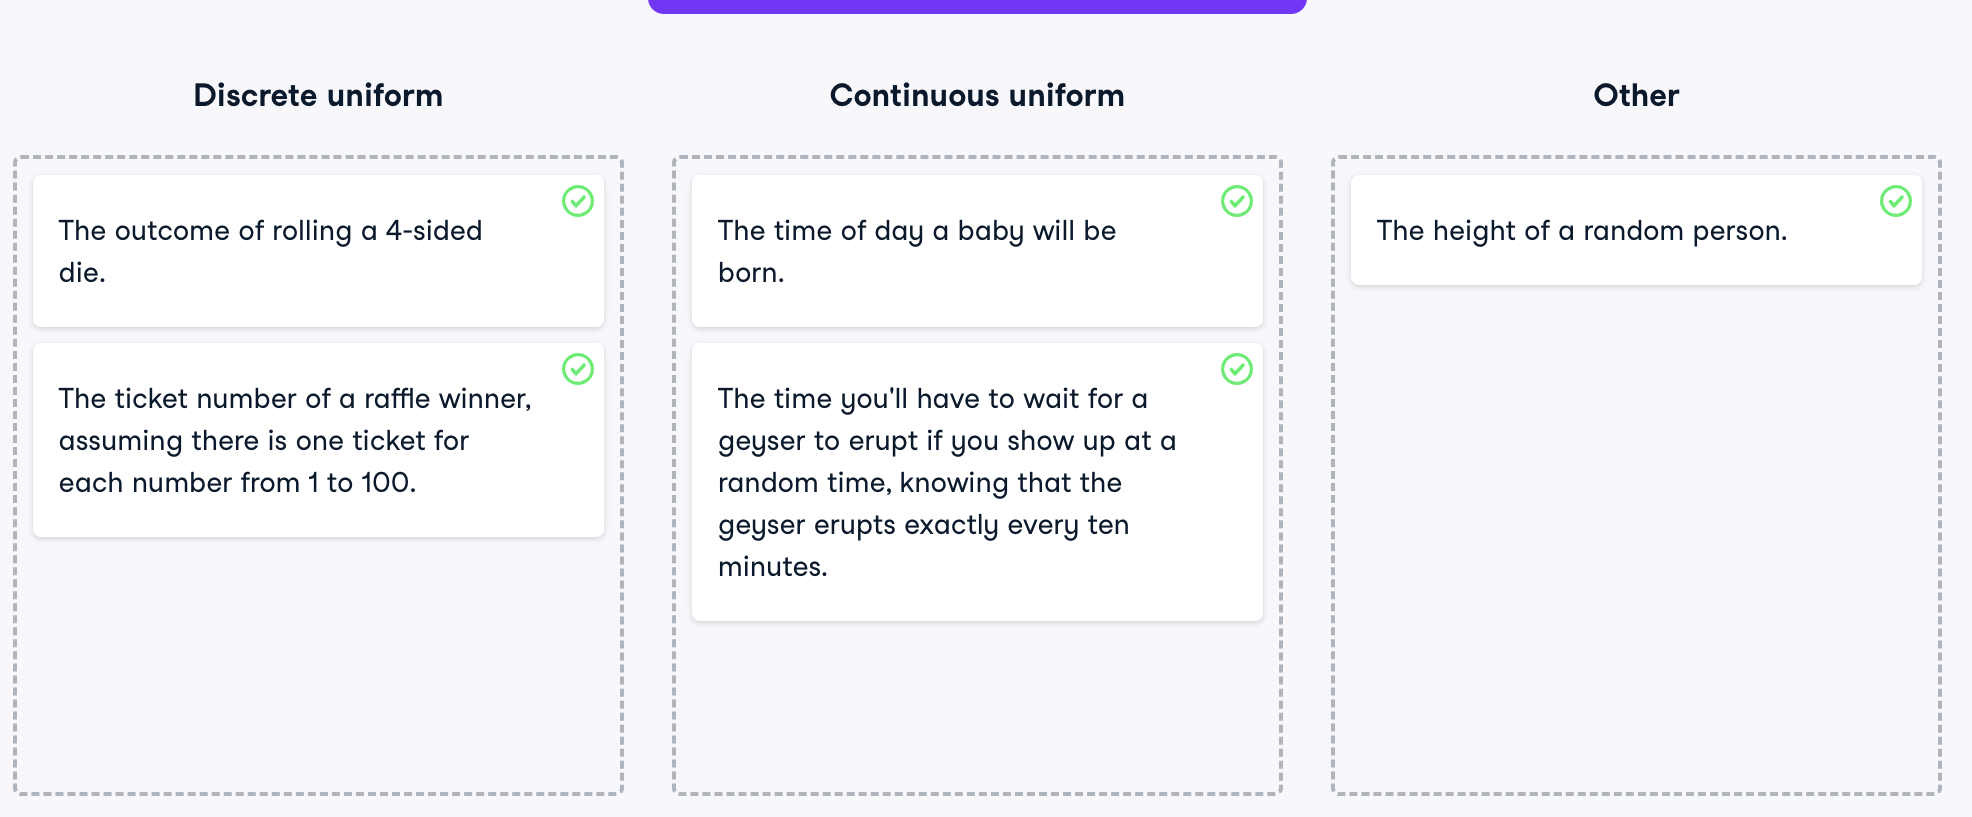 Discrete uniform
Continuous uniform
Other
The outcome of rolling a 4-sided
die.
The ticket number of a raffle winner,
assuming there is one ticket for
each number from 1 to 100.
The time of day a baby will be
born.
The time you'll have to wait for a
geyser to erupt if you show up at a
random time, knowing that the
geyser erupts exactly every ten
minutes.
The height of a random person.